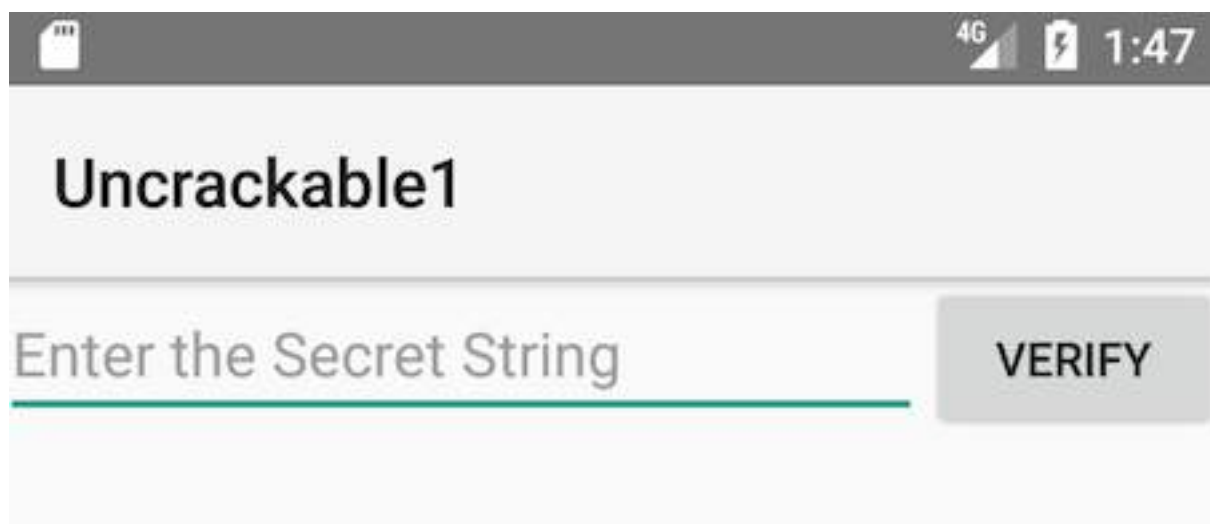 4G 1:47
Uncrackable1
Enter the Secret String VERIFY